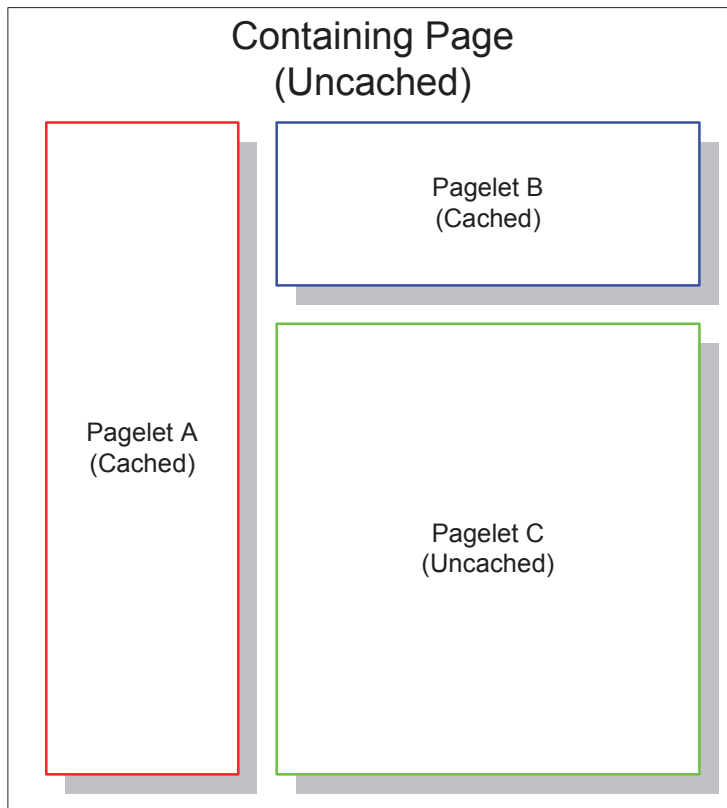 Containing Page
(Uncached)
Pagelet B
(Cached)
Pagelet A
(Cached)
Pagelet C
(Uncached)